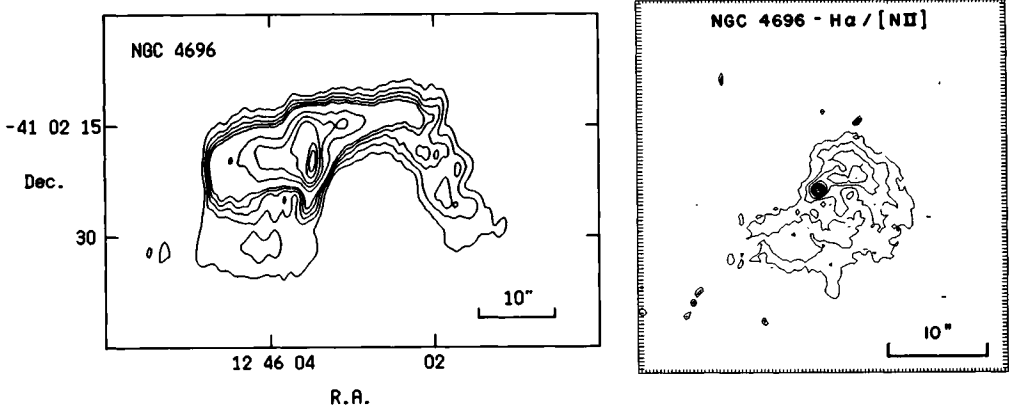 NGC 4696
-41 02 15
Dec.
30
10"
12 46 04
02
R.A.
NGC 4696 - Hα / [NII]
10"